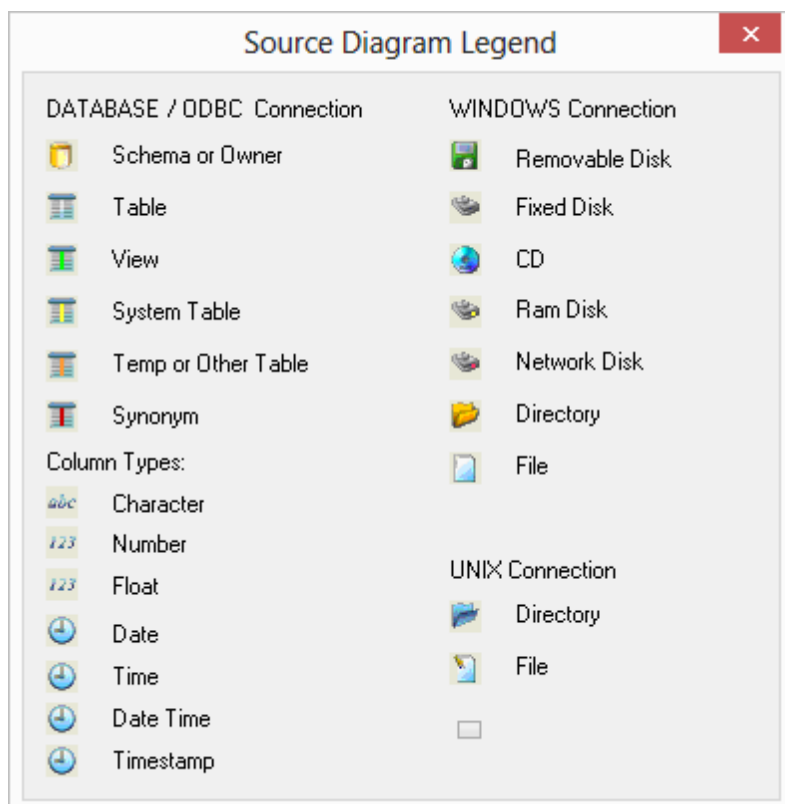 Source Diagram Legend
DATABASE / ODBC Connection
Schema or Owner
Table
View
System Table
Temp or Other Table
Synonym
Column Types:
abc Character
123 Number
123 Float
Date
Time
Date Time
Timestamp
WINDOWS Connection
Removable Disk
Fixed Disk
CD
Ram Disk
Network Disk
Directory
File
UNIX Connection
Directory
File